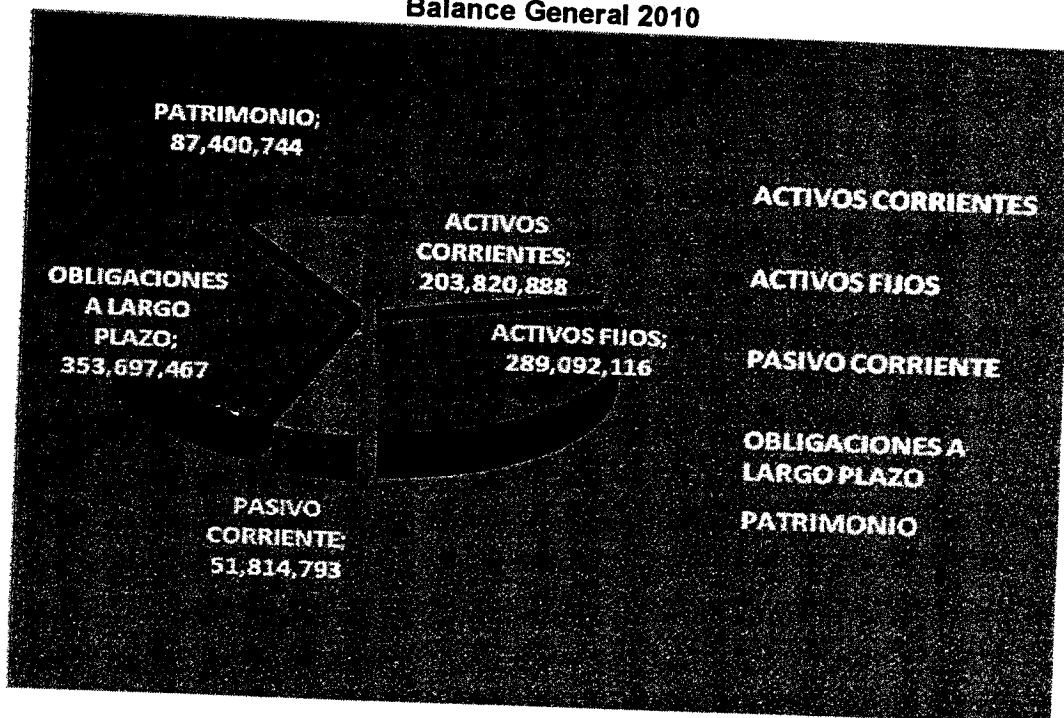 Balance General 2010
PATRIMONIO;
87,400,744
ACTIVOS
CORRIENTES;
203,820,888
OBLIGACIONES
A LARGO
PLAZO;
353,697,467
ACTIVOS FIJOS;
289,092,116
PASIVO
CORRIENTE;
51,814,793
ACTIVOS CORRIENTES
ACTIVOS FIJOS
PASIVO CORRIENTE
OBLIGACIONES A
LARGO PLAZO
PATRIMONIO